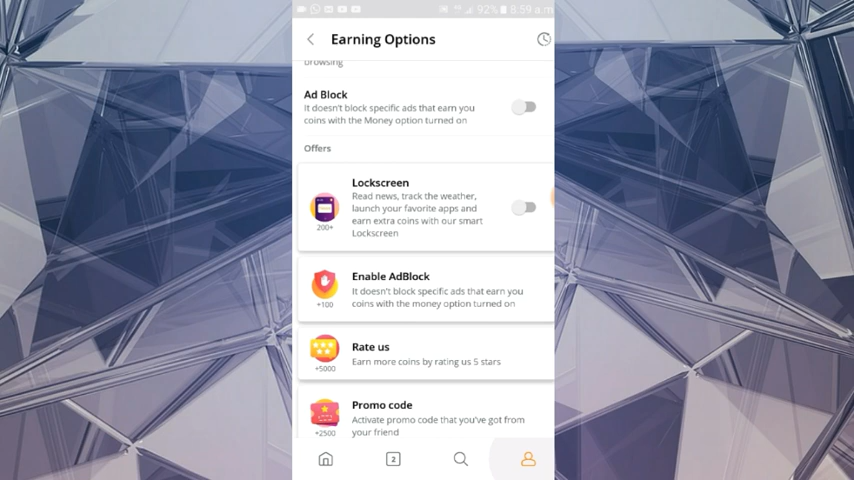 92% 8.59 a.m
Earning Options
browsing
Ad Block
It doesn't block specific ads that earn you
coins with the Money option turned on
Offers
Lockscreen
Read news, track the weather,
launch your favorite apps and
earn extra coins with our smart
Lockscreen
200+
Enable AdBlock
It doesn't block specific ads that earn you
coins with the money option turned on
+100
Rate us
Earn more coins by rating us 5 stars
+5000
Promo code
Activate promo code that you've got from
your friend
+2500
2